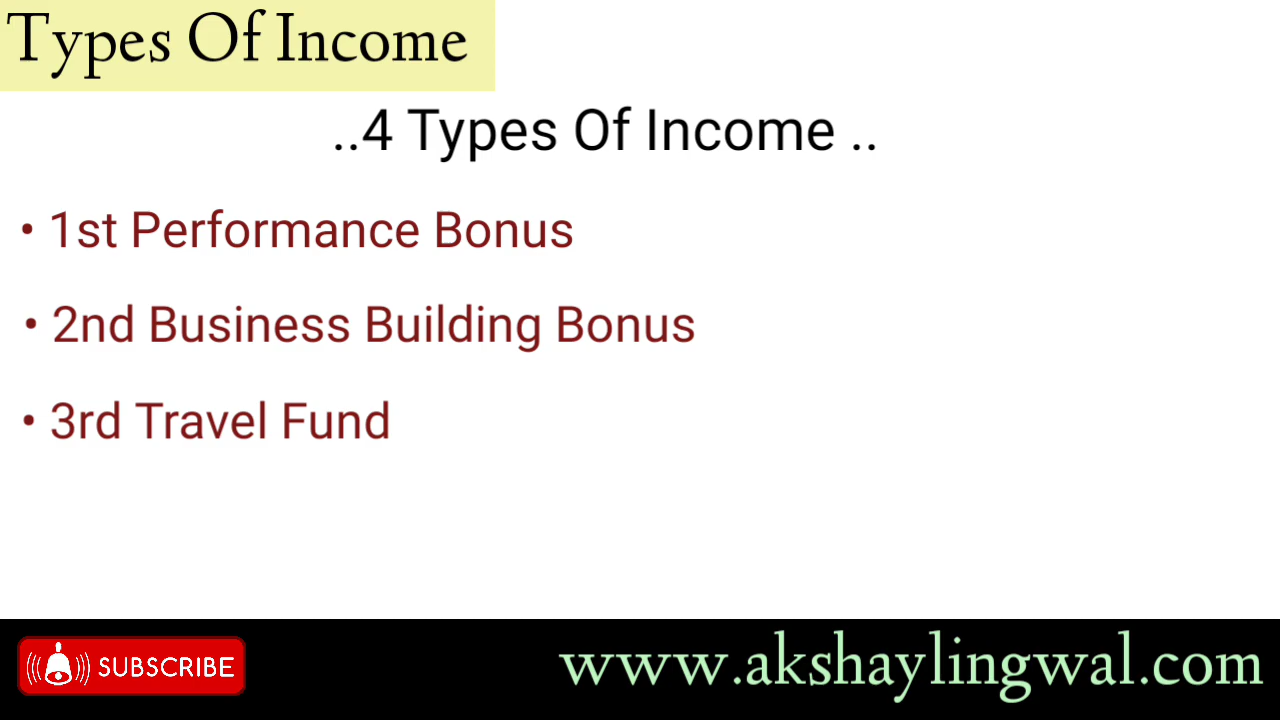 Types Of Income
..4 Types Of Income ..
• 1st Performance Bonus
• 2nd Business Building Bonus
• 3rd Travel Fund
SUBSCRIBE
www.akshaylingwal.com